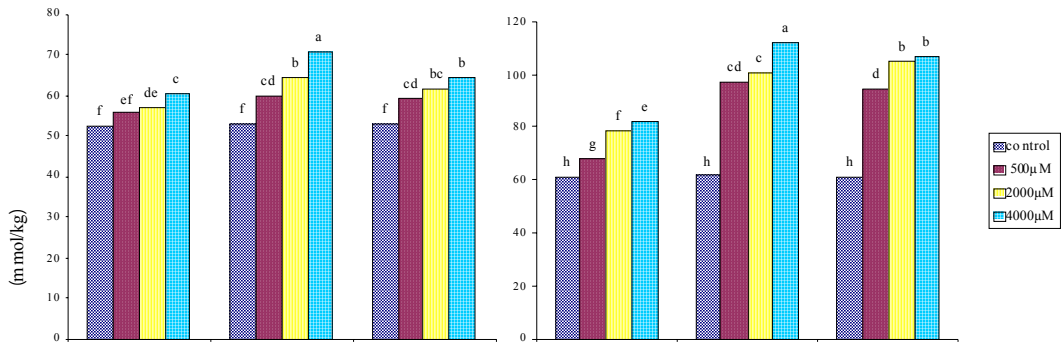 80
70
60
50
40
30
20
10
0
(m mol/kg)
f ef de c
f cd b a
f cd bc b
120
100
80
60
40
20
0
h g f e
h cd c a
h d b b
co ntrol
500µM
2000µM
4000µM